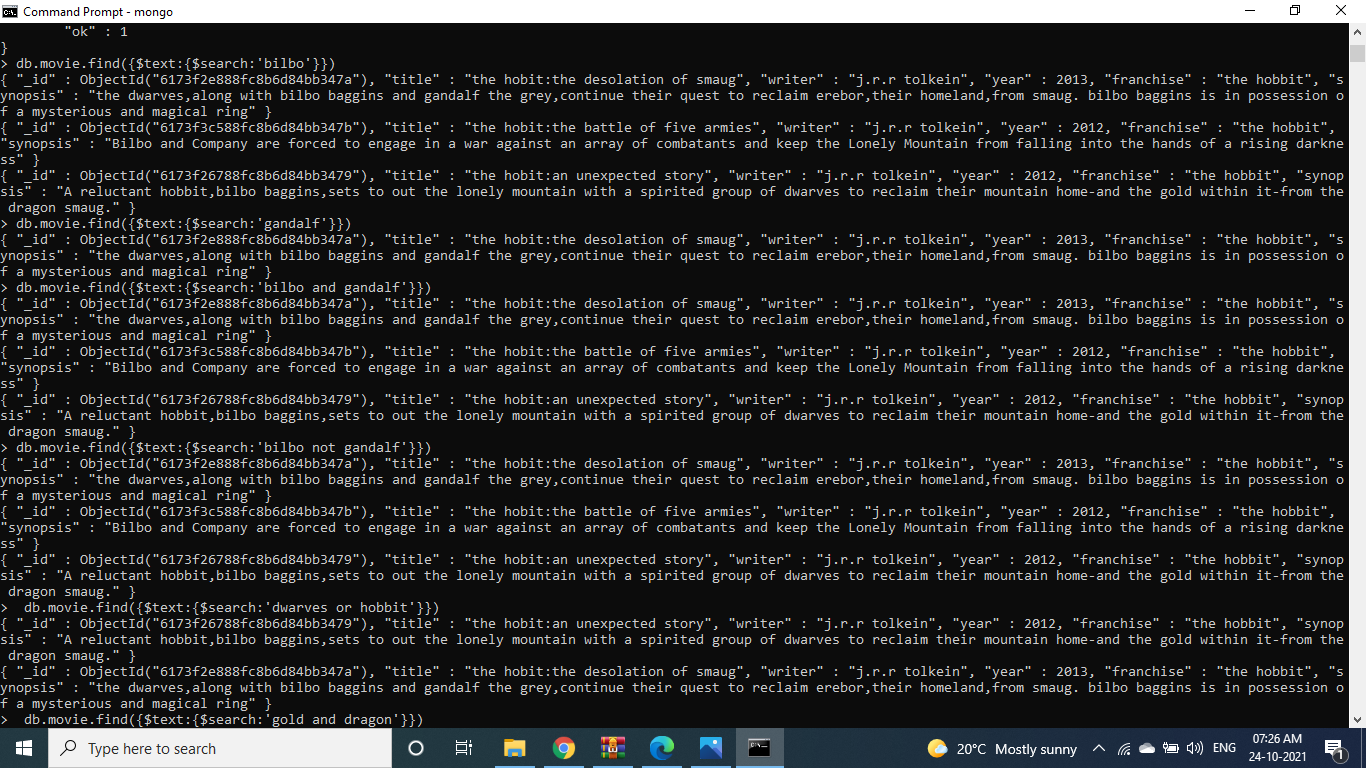 Command Prompt - mongo
"ok" : 1
}
> db.movie.find({$text:{$search:'bilbo'}})
{ "_id" : ObjectId("6173f2e888fc8b6d84bb347a"), "title" : "the hobit:the desolation of smaug", "writer" : "j.r.r tolkein", "year" : 2013, "franchise" : "the hobbit", "s
ynopsis" : "the dwarves,along with bilbo baggins and gandalf the grey,continue their quest to reclaim erebor,their homeland,from smaug. bilbo baggins is in possession o
f a mysterious and magical ring" }
{ "_id" : ObjectId("6173f3c588fc8b6d84bb347b"), "title" : "the hobit:the battle of five armies", "writer" : "j.r.r tolkein", "year" : 2012, "franchise" : "the hobbit",
"synopsis" : "Bilbo and Company are forced to engage in a war against an array of combatants and keep the Lonely Mountain from falling into the hands of a rising darkne
ss" }
{ "_id" : ObjectId("6173f26788fc8b6d84bb3479"), "title" : "the hobit:an unexpected story", "writer" : "j.r.r tolkein", "year" : 2012, "franchise" : "the hobbit", "synop
sis" : "A reluctant hobbit,bilbo baggins,sets to out the lonely mountain with a spirited group of dwarves to reclaim their mountain home-and the gold within it-from the
dragon smaug." }
> db.movie.find({$text:{$search:'gandalf'}})
{ "_id" : ObjectId("6173f2e888fc8b6d84bb347a"), "title" : "the hobit:the desolation of smaug", "writer" : "j.r.r tolkein", "year" : 2013, "franchise" : "the hobbit", "s
ynopsis" : "the dwarves,along with bilbo baggins and gandalf the grey,continue their quest to reclaim erebor,their homeland,from smaug. bilbo baggins is in possession o
f a mysterious and magical ring" }
> db.movie.find({$text:{$search:'bilbo and gandalf'}})
{ "_id" : ObjectId("6173f2e888fc8b6d84bb347a"), "title" : "the hobit:the desolation of smaug", "writer" : "j.r.r tolkein", "year" : 2013, "franchise" : "the hobbit", "s
ynopsis" : "the dwarves,along with bilbo baggins and gandalf the grey,continue their quest to reclaim erebor,their homeland,from smaug. bilbo baggins is in possession o
f a mysterious and magical ring" }
{ "_id" : ObjectId("6173f3c588fc8b6d84bb347b"), "title" : "the hobit:the battle of five armies", "writer" : "j.r.r tolkein", "year" : 2012, "franchise" : "the hobbit",
"synopsis" : "Bilbo and Company are forced to engage in a war against an array of combatants and keep the Lonely Mountain from falling into the hands of a rising darkne
ss" }
{ "_id" : ObjectId("6173f26788fc8b6d84bb3479"), "title" : "the hobit:an unexpected story", "writer" : "j.r.r tolkein", "year" : 2012, "franchise" : "the hobbit", "synop
sis" : "A reluctant hobbit,bilbo baggins,sets to out the lonely mountain with a spirited group of dwarves to reclaim their mountain home-and the gold within it-from the
dragon smaug." }
> db.movie.find({$text:{$search:'bilbo not gandalf'}})
{ "_id" : ObjectId("6173f2e888fc8b6d84bb347a"), "title" : "the hobit:the desolation of smaug", "writer" : "j.r.r tolkein", "year" : 2013, "franchise" : "the hobbit", "s
ynopsis" : "the dwarves,along with bilbo baggins and gandalf the grey,continue their quest to reclaim erebor,their homeland,from smaug. bilbo baggins is in possession o
f a mysterious and magical ring" }
{ "_id" : ObjectId("6173f3c588fc8b6d84bb347b"), "title" : "the hobit:the battle of five armies", "writer" : "j.r.r tolkein", "year" : 2012, "franchise" : "the hobbit",
"synopsis" : "Bilbo and Company are forced to engage in a war against an array of combatants and keep the Lonely Mountain from falling into the hands of a rising darkne
ss" }
{ "_id" : ObjectId("6173f26788fc8b6d84bb3479"), "title" : "the hobit:an unexpected story", "writer" : "j.r.r tolkein", "year" : 2012, "franchise" : "the hobbit", "synop
sis" : "A reluctant hobbit,bilbo baggins,sets to out the lonely mountain with a spirited group of dwarves to reclaim their mountain home-and the gold within it-from the
dragon smaug." }
>  db.movie.find({$text:{$search:'dwarves or hobbit'}})
{ "_id" : ObjectId("6173f26788fc8b6d84bb3479"), "title" : "the hobit:an unexpected story", "writer" : "j.r.r tolkein", "year" : 2012, "franchise" : "the hobbit", "synop
sis" : "A reluctant hobbit,bilbo baggins,sets to out the lonely mountain with a spirited group of dwarves to reclaim their mountain home-and the gold within it-from the
dragon smaug." }
{ "_id" : ObjectId("6173f2e888fc8b6d84bb347a"), "title" : "the hobit:the desolation of smaug", "writer" : "j.r.r tolkein", "year" : 2013, "franchise" : "the hobbit", "s
ynopsis" : "the dwarves,along with bilbo baggins and gandalf the grey,continue their quest to reclaim erebor,their homeland,from smaug. bilbo baggins is in possession o
f a mysterious and magical ring" }
>  db.movie.find({$text:{$search:'gold and dragon'}})
Type here to search
20°C Mostly sunny
ENG
07:26 AM
24-10-2021
1